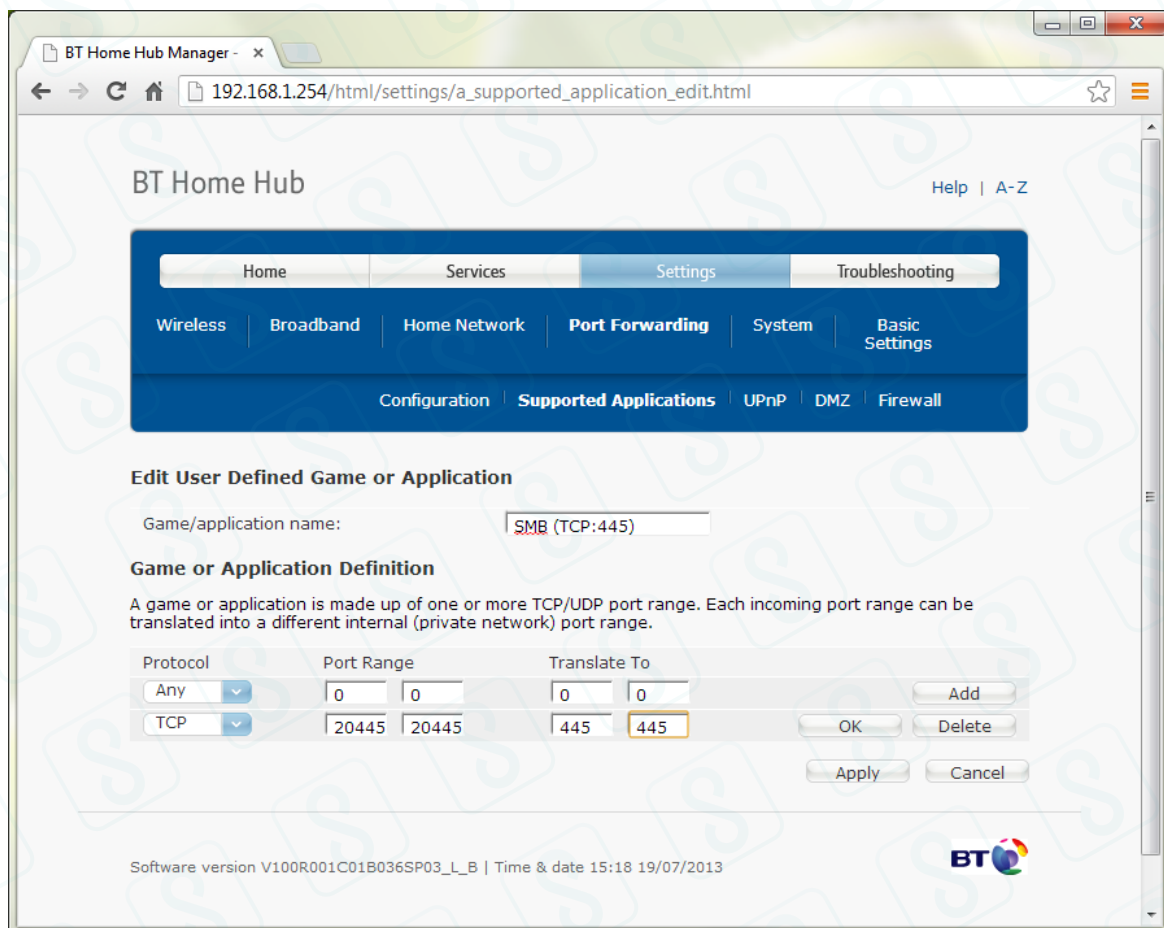 BT Home Hub Manager - ×
192.168.1.254/html/settings/a_supported_application_edit.html
BT Home Hub
Help | A-Z
Home Services Settings Troubleshooting
Wireless Broadband Home Network Port Forwarding System Basic Settings
Configuration Supported Applications UPnP DMZ Firewall
Edit User Defined Game or Application
Game/application name: SMB (TCP:445)
Game or Application Definition
A game or application is made up of one or more TCP/UDP port range. Each incoming port range can be
translated into a different internal (private network) port range.
Protocol Port Range Translate To
Any 0 0 0 0 Add
TCP 20445 20445 445 445 OK Delete
Apply Cancel
Software version V100R001C01B036SP03_L_B | Time & date 15:18 19/07/2013
BT